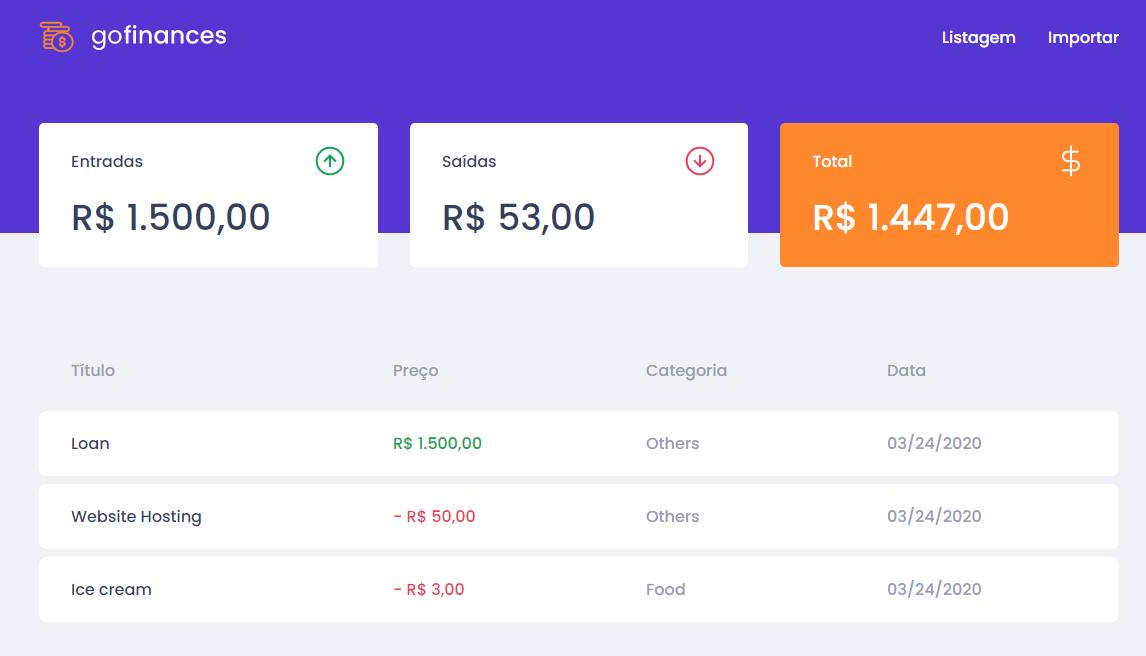 gofinances Listagem Importar
Entradas Saídas Total
R$ 1.500,00 R$ 53,00 R$ 1.447,00
Título Preço Categoria Data
Loan R$ 1.500,00 Others 03/24/2020
Website Hosting - R$ 50,00 Others 03/24/2020
Ice cream - R$ 3,00 Food 03/24/2020